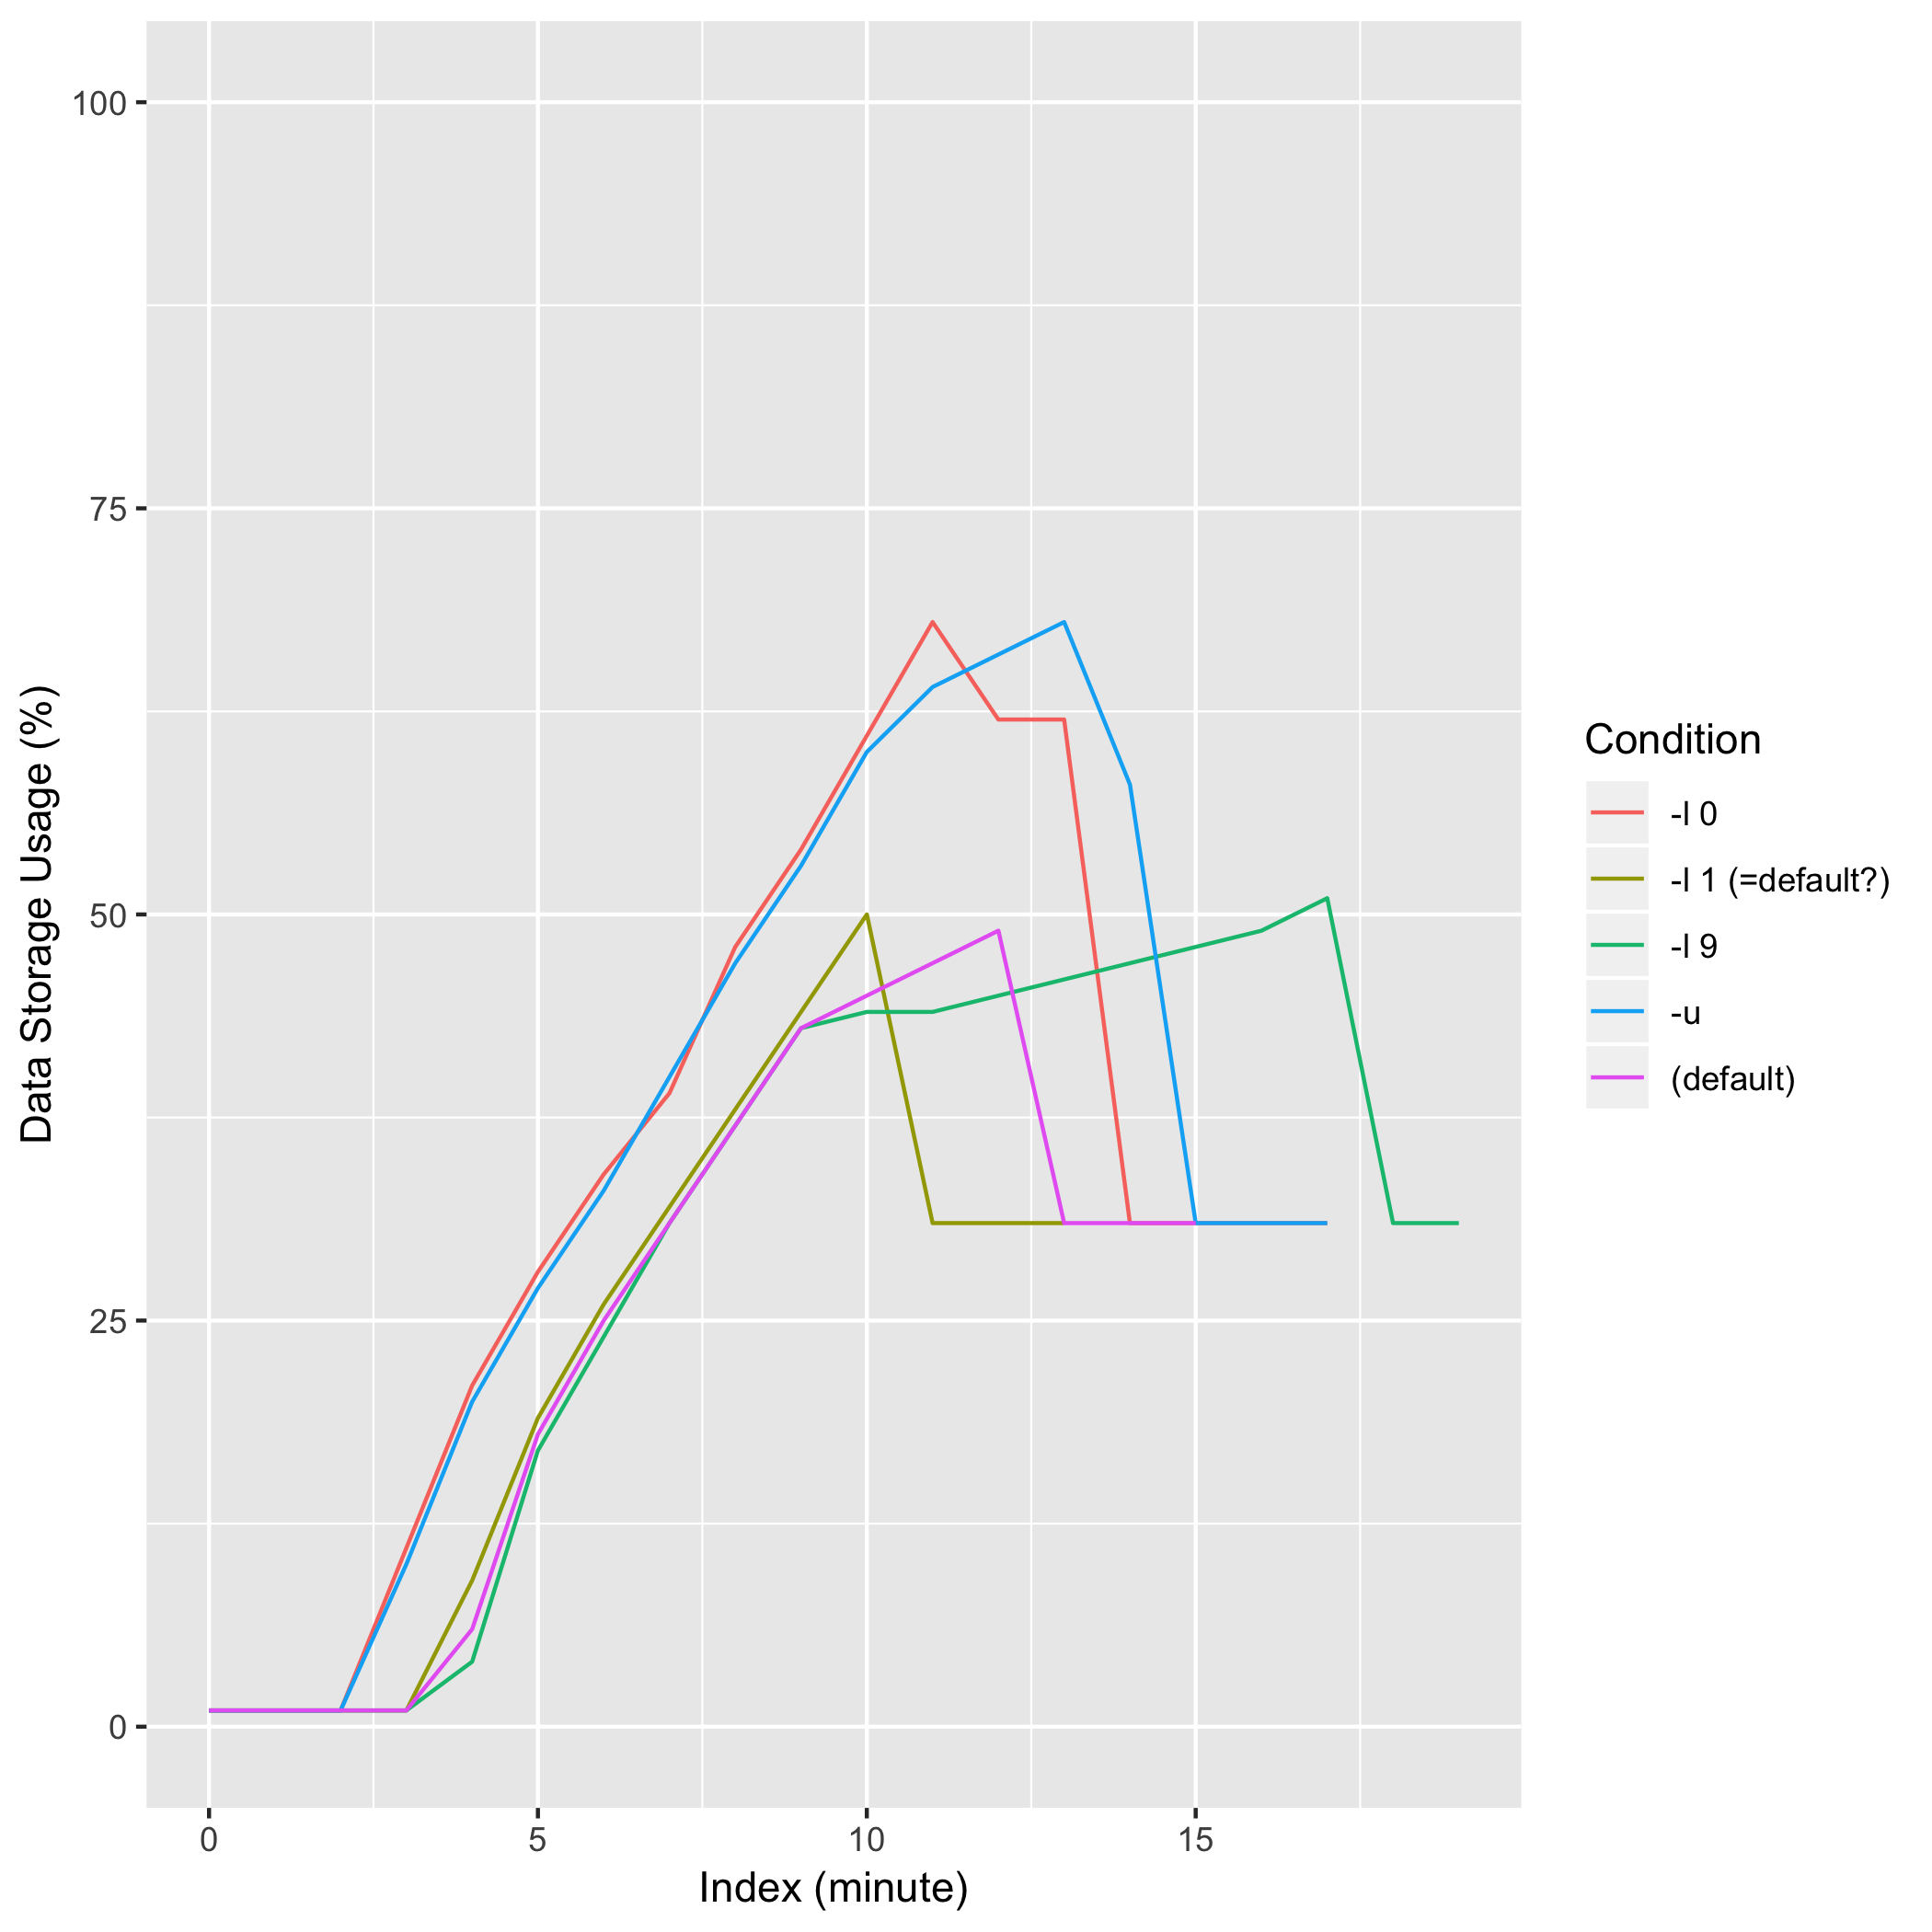 100
75
50
25
0
Data Storage Usage (%)
0 5 10 15
Index (minute)
Condition
-l 0
-l 1 (=default?)
-l 9
-u
(default)